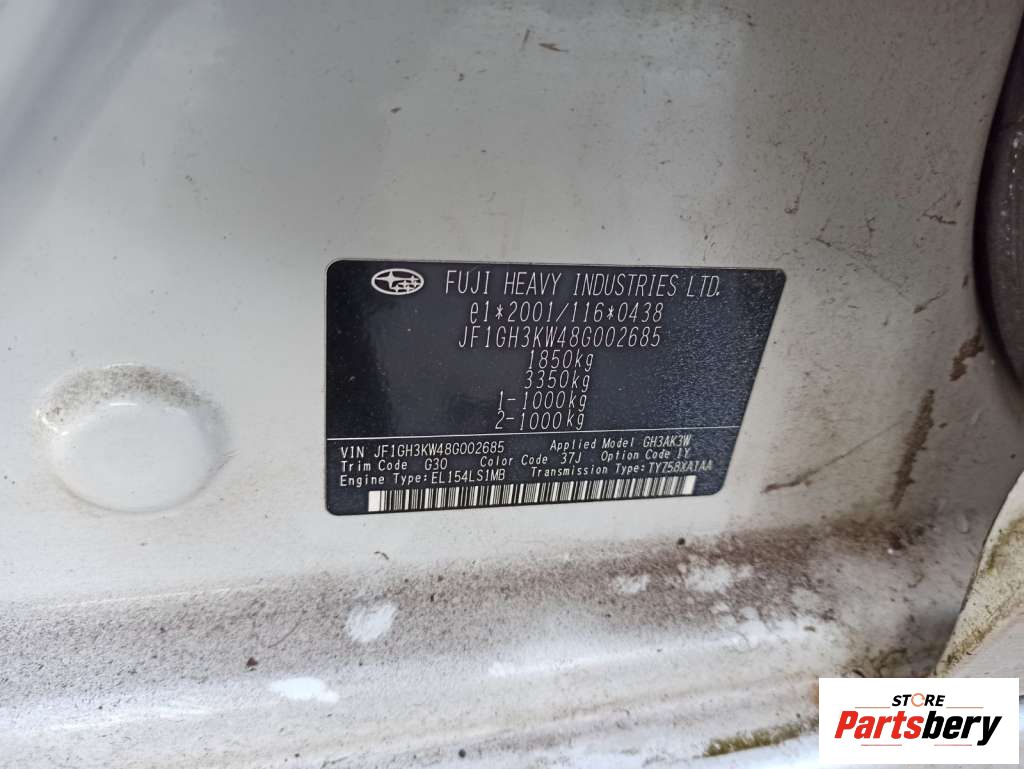 FUJI HEAVY INDUSTRIES LTD.
e1*2001/116*0438
JF1GH3KW48G002685
1850kg
3350kg
1-1000kg
2-1000kg
VIN JF1GH3KW48G002685 Applied Model GH3AK3W
Trim Code G30 Color Code 37J Option Code 1Y
Engine Type:EL154LS1MB Transmission Type:TY758XA1AA
STORE
Partsbery